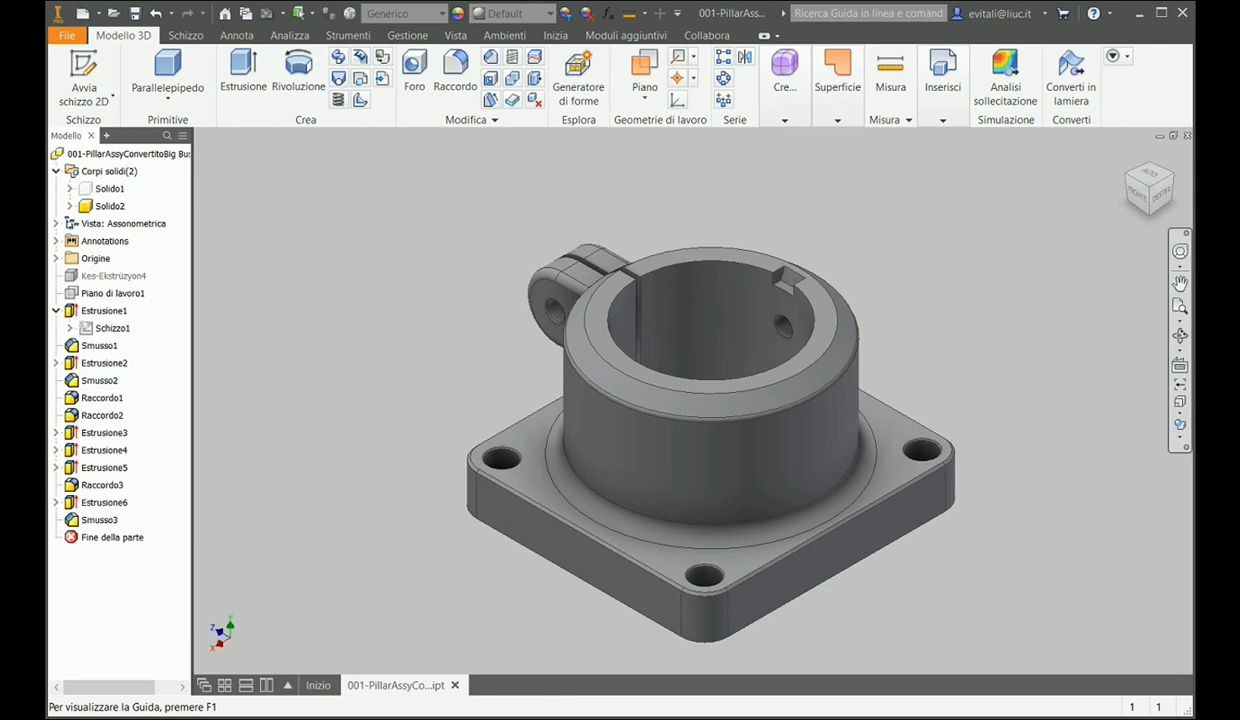 Generico
Default
001-PillarAss...
Ricerca Guida in linea e comand
evitali@liuc.it
File
Modello 3D
Schizzo
Annota
Analizza
Strumenti
Gestione
Vista
Ambienti
Inizia
Moduli aggiuntivi
Collabora
Avvia
schizzo 2D
Parallelepipedo
Estrusione
Rivoluzione
Foro
Raccordo
Generatore
di forme
Piano
Cre...
Superficie
Misura
Inserisci
Analisi
sollecitazione
Converti in
lamiera
Schizzo
Primitive
Crea
Modifica
Esplora
Geometrie di lavoro
Serie
Misura
Simulazione
Converti
Modello
001-PillarAssyConvertitoBig Bu
Corpi solidi(2)
Solido1
Solido2
Vista: Assonometrica
Annotations
Origine
Kes-Ekstrüzyon4
Piano di lavoro1
Estrusione1
Schizzo1
Smusso1
Estrusione2
Smusso2
Raccordo1
Raccordo2
Estrusione3
Estrusione4
Estrusione5
Raccordo3
Estrusione6
Smusso3
Fine della parte
ALTO
FRONTE
DESTRA
Z
Y
X
Inizio
001-PillarAssyCo...ipt
Per visualizzare la Guida, premere F1
1
1